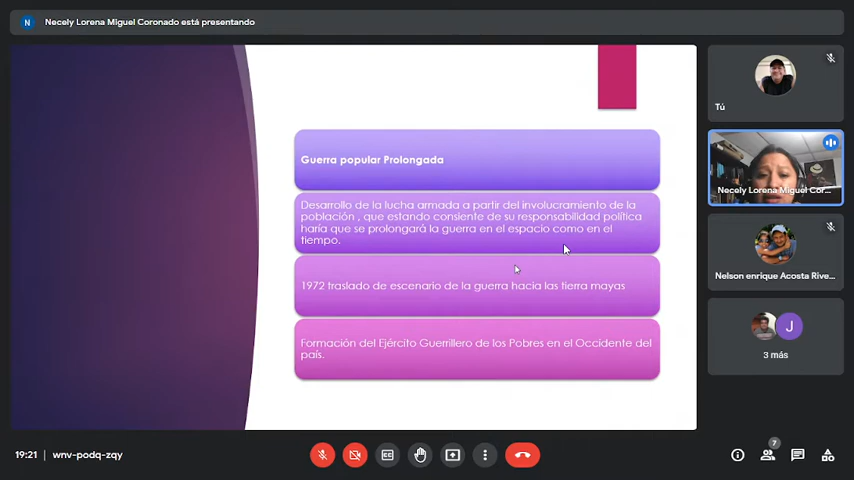 N
Necely Lorena Miguel Coronado está presentando
Guerra popular Prolongada
Desarrollo de la lucha armada a partir del involucramiento de la
población , que estando consiente de su responsabilidad política
haría que se prolongará la guerra en el espacio como en el
tiempo.
1972 traslado de escenario de la guerra hacia las tierra mayas
Formación del Ejército Guerrillero de los Pobres en el Occidente del
país.
Tú
Necely Lorena Miguel Cor...
Nelson enrique Acosta Rive...
J
3 más
19:21
wnv-podq-zqy
7